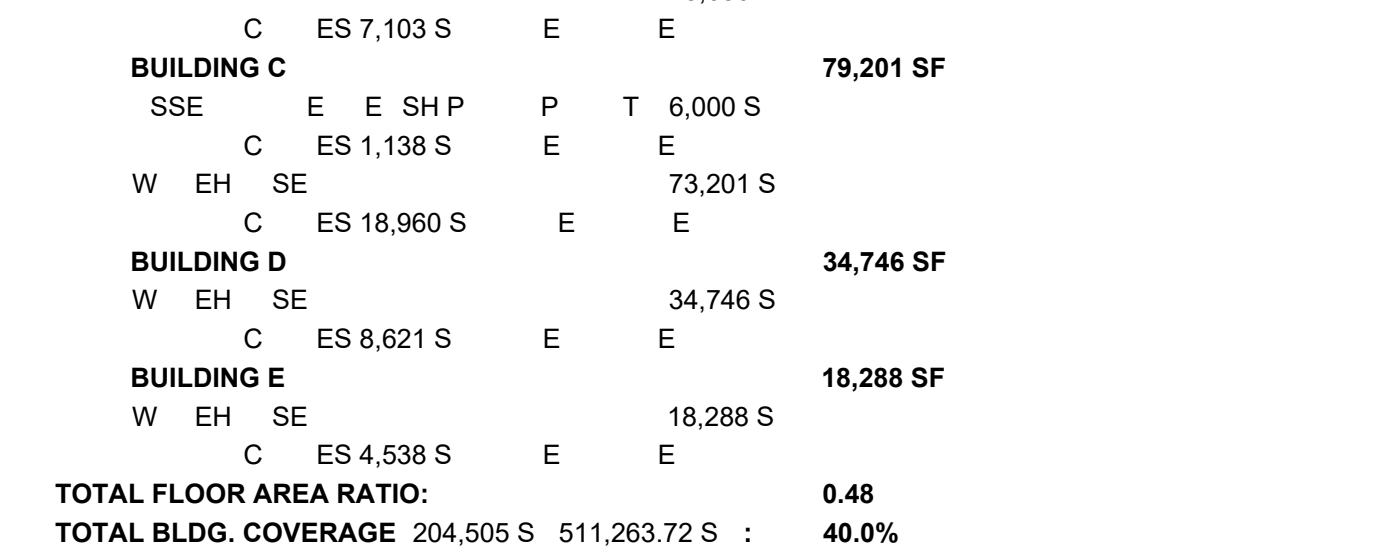 C ES 7,103 S E E
BUILDING C 79,201 SF
SSE E E SH P P T 6,000 S
C ES 1,138 S E E
W EH SE 73,201 S
C ES 18,960 S E E
BUILDING D 34,746 SF
W EH SE 34,746 S
C ES 8,621 S E E
BUILDING E 18,288 SF
W EH SE 18,288 S
C ES 4,538 S E E
TOTAL FLOOR AREA RATIO: 0.48
TOTAL BLDG. COVERAGE 204,505 S 511,263.72 S : 40.0%